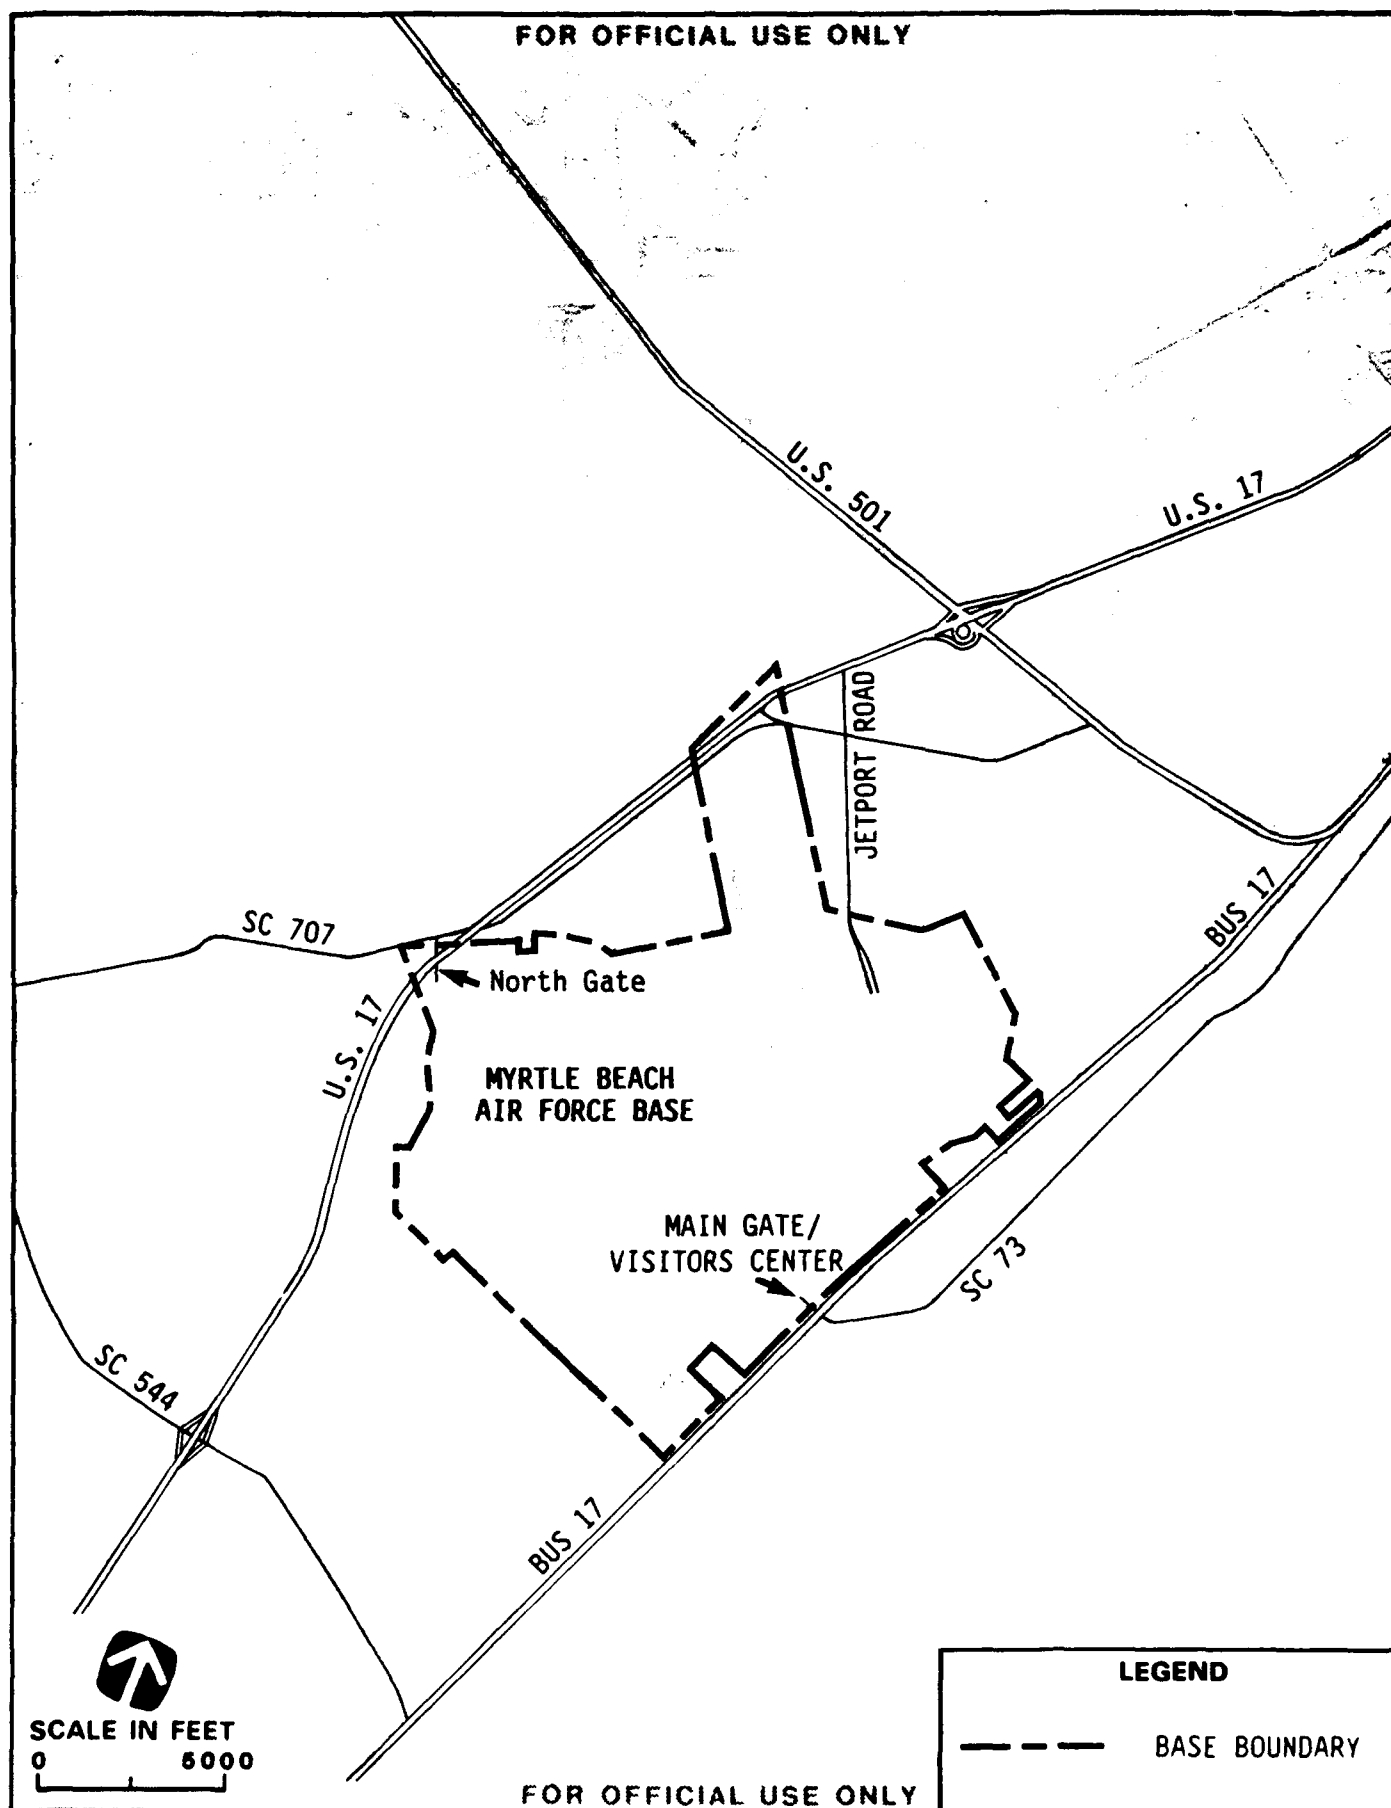 FOR OFFICIAL USE ONLY
U.S. 501
U.S. 17
JETPORT ROAD
SC 707
BUS 17
North Gate
U.S. 17
MYRTLE BEACH
AIR FORCE BASE
MAIN GATE/
VISITORS CENTER
SC 73
SC 544
BUS 17
SCALE IN FEET
0 5000
LEGEND
BASE BOUNDARY
FOR OFFICIAL USE ONLY